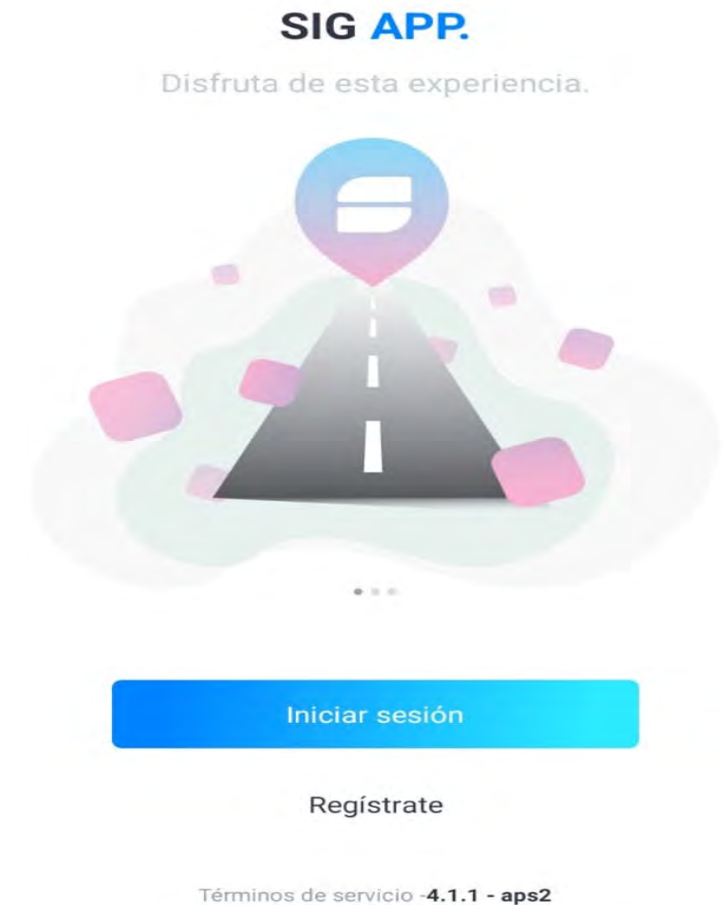 SIG APP.
Disfruta de esta experiencia.
Iniciar sesión
Regístrate
Términos de servicio -4.1.1 - aps2